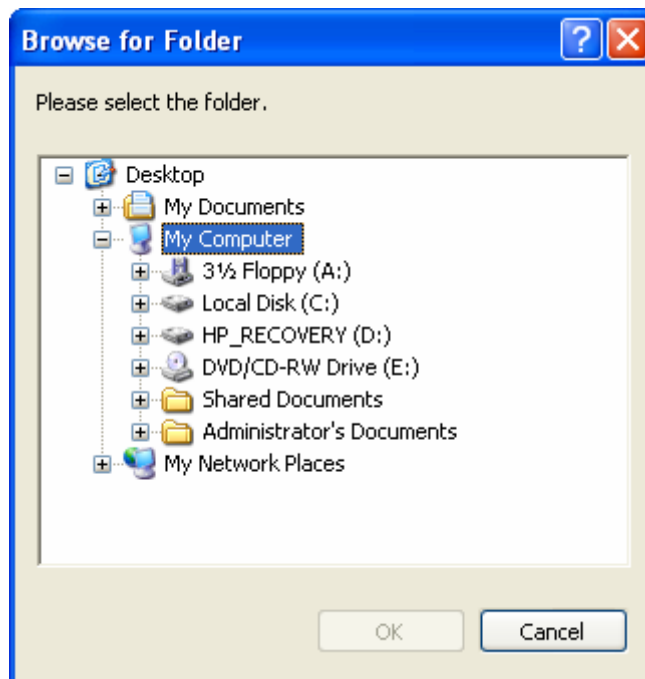 Browse for Folder
Please select the folder.
Desktop
My Documents
My Computer
3½ Floppy (A:)
Local Disk (C:)
HP_RECOVERY (D:)
DVD/CD-RW Drive (E:)
Shared Documents
Administrator's Documents
My Network Places
OK Cancel